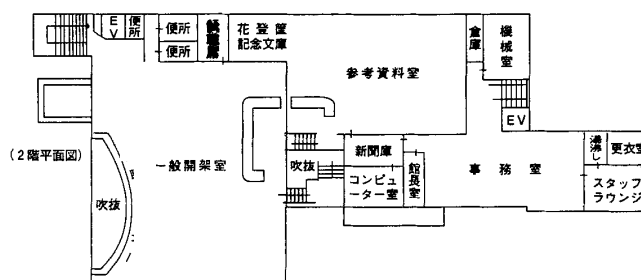 EV
便所
便所
便所
花登筐
記念文庫
参考資料室
倉庫
機械室
EV
(2階平面図)
一般開架室
吹抜
吹抜
新聞庫
コンピュ
ーター室
館長室
事務室
湯沸し
更衣室
スタッフ
ラウンジ